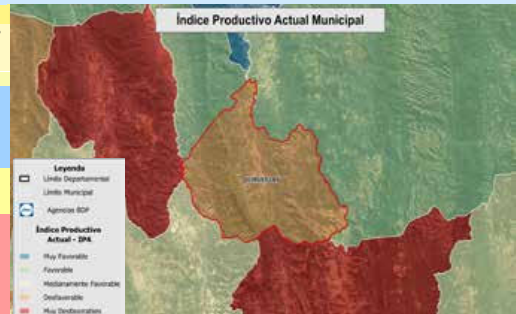 Índice Productivo Actual Municipal
Leyenda
Límite Departamental
Límite Municipal
Agencias BDP
Índice Productivo
Actual - IPA
Muy Favorable
Favorable
Medianamente Favorable
Desfavorable
Muy Desfavorables